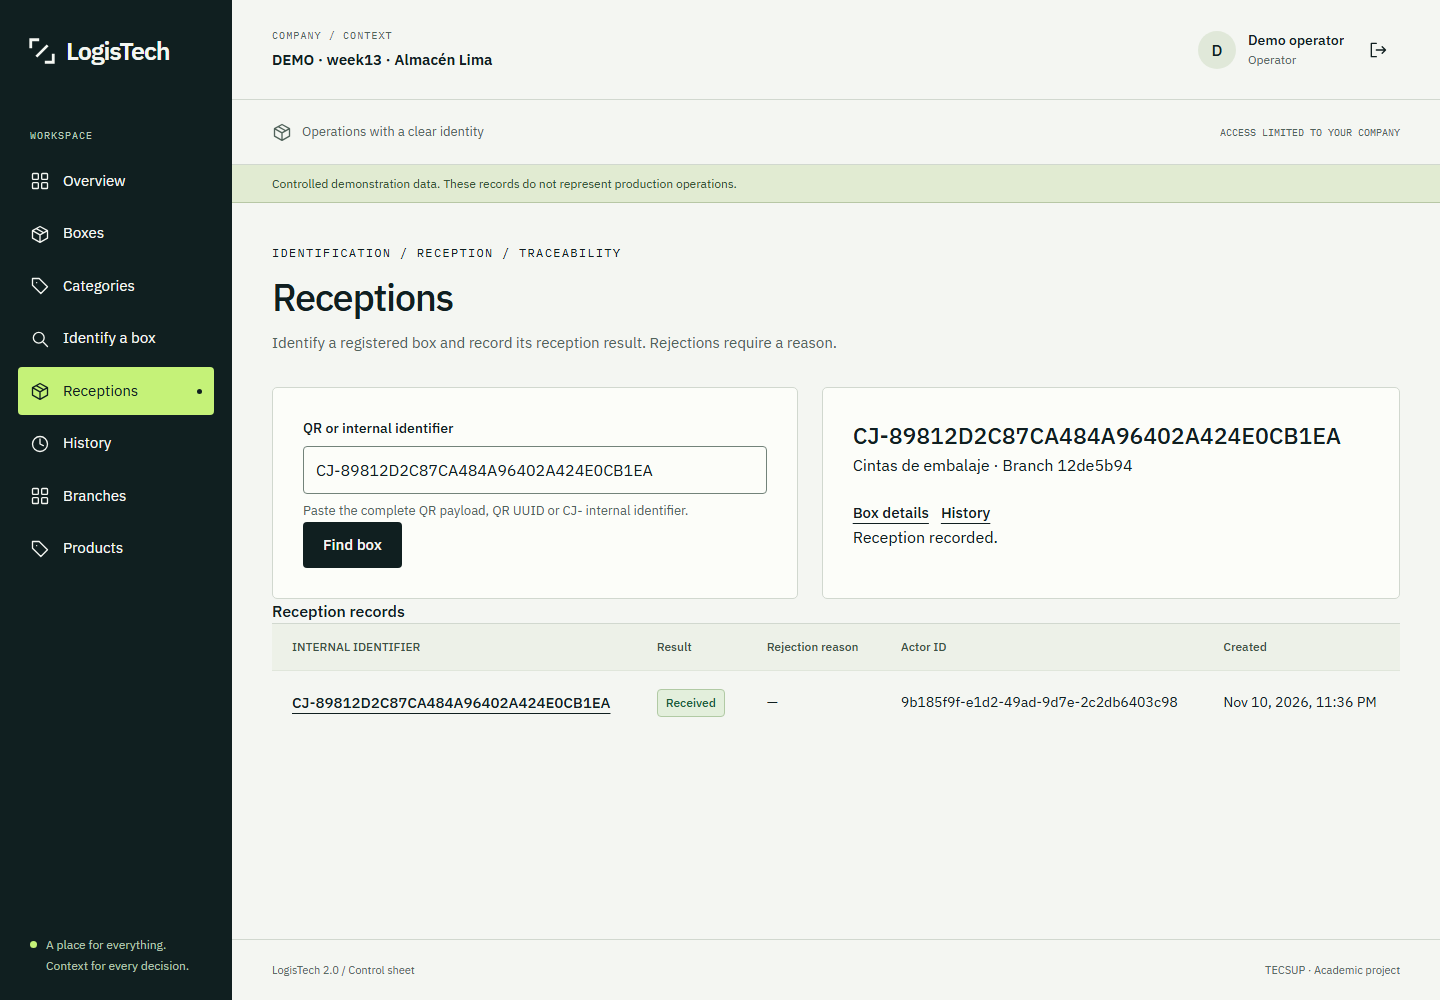 LogisTech
WORKSPACE
Overview
Boxes
Categories
Identify a box
Receptions
History
Branches
Products
A place for everything.
Context for every decision.
COMPANY / CONTEXT
DEMO · week13 · Almacén Lima
D
Demo operator
Operator
Operations with a clear identity
ACCESS LIMITED TO YOUR COMPANY
Controlled demonstration data. These records do not represent production operations.
IDENTIFICATION / RECEPTION / TRACEABILITY
Receptions
Identify a registered box and record its reception result. Rejections require a reason.
QR or internal identifier
CJ-89812D2C87CA484A96402A424E0CB1EA
Paste the complete QR payload, QR UUID or CJ- internal identifier.
Find box
CJ-89812D2C87CA484A96402A424E0CB1EA
Cintas de embalaje · Branch 12de5b94
Box details History
Reception recorded.
Reception records
INTERNAL IDENTIFIER Result Rejection reason Actor ID Created
CJ-89812D2C87CA484A96402A424E0CB1EA Received — 9b185f9f-e1d2-49ad-9d7e-2c2db6403c98 Nov 10, 2026, 11:36 PM
LogisTech 2.0 / Control sheet
TECSUP · Academic project